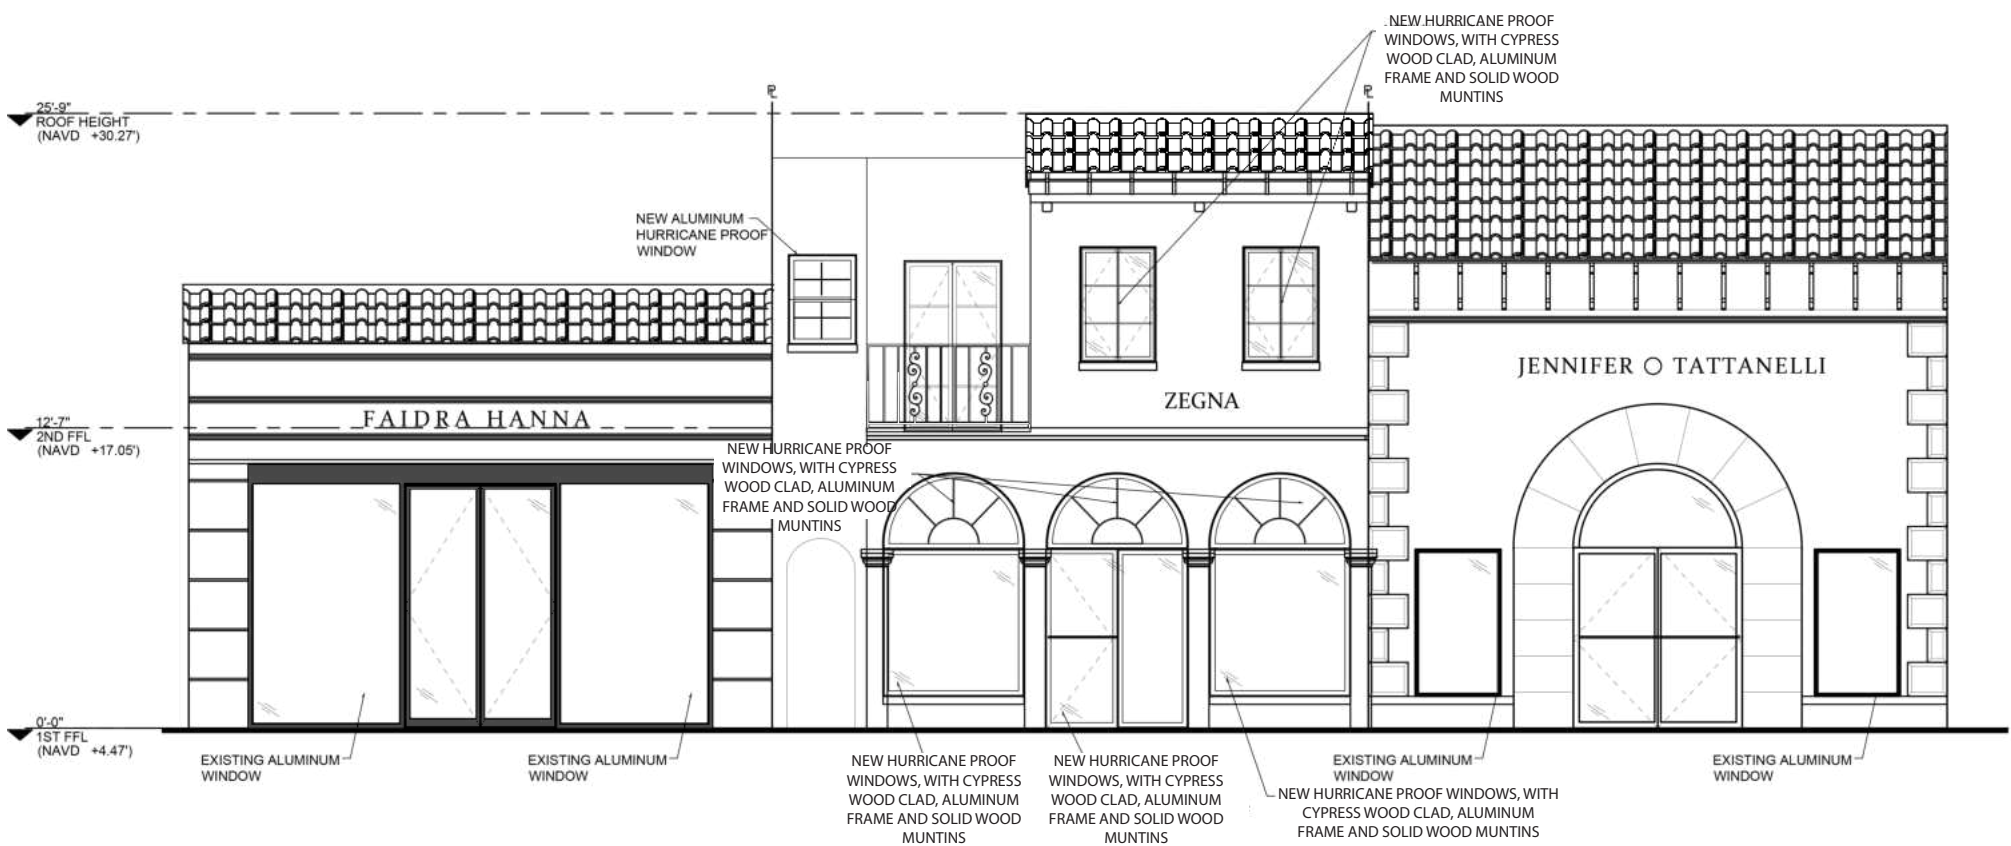 NEW HURRICANE PROOF
WINDOWS, WITH CYPRESS
WOOD CLAD, ALUMINUM
FRAME AND SOLID WOOD
MUNTINS
PL
PL
25'-9"
ROOF HEIGHT
(NAVD +30.27')
NEW ALUMINUM
HURRICANE PROOF
WINDOW
JENNIFER O TATTANELLI
ZEGNA
FAIDRA HANNA
12'-7"
2ND FFL
(NAVD +17.05')
NEW HURRICANE PROOF
WINDOWS, WITH CYPRESS
WOOD CLAD, ALUMINUM
FRAME AND SOLID WOOD
MUNTINS
0'-0"
1ST FFL
(NAVD +4.47')
EXISTING ALUMINUM
WINDOW
EXISTING ALUMINUM
WINDOW
NEW HURRICANE PROOF
WINDOWS, WITH CYPRESS
WOOD CLAD, ALUMINUM
FRAME AND SOLID WOOD
MUNTINS
NEW HURRICANE PROOF
WINDOWS, WITH CYPRESS
WOOD CLAD, ALUMINUM
FRAME AND SOLID WOOD
MUNTINS
EXISTING ALUMINUM
WINDOW
NEW HURRICANE PROOF WINDOWS, WITH
CYPRESS WOOD CLAD, ALUMINUM
FRAME AND SOLID WOOD MUNTINS
EXISTING ALUMINUM
WINDOW